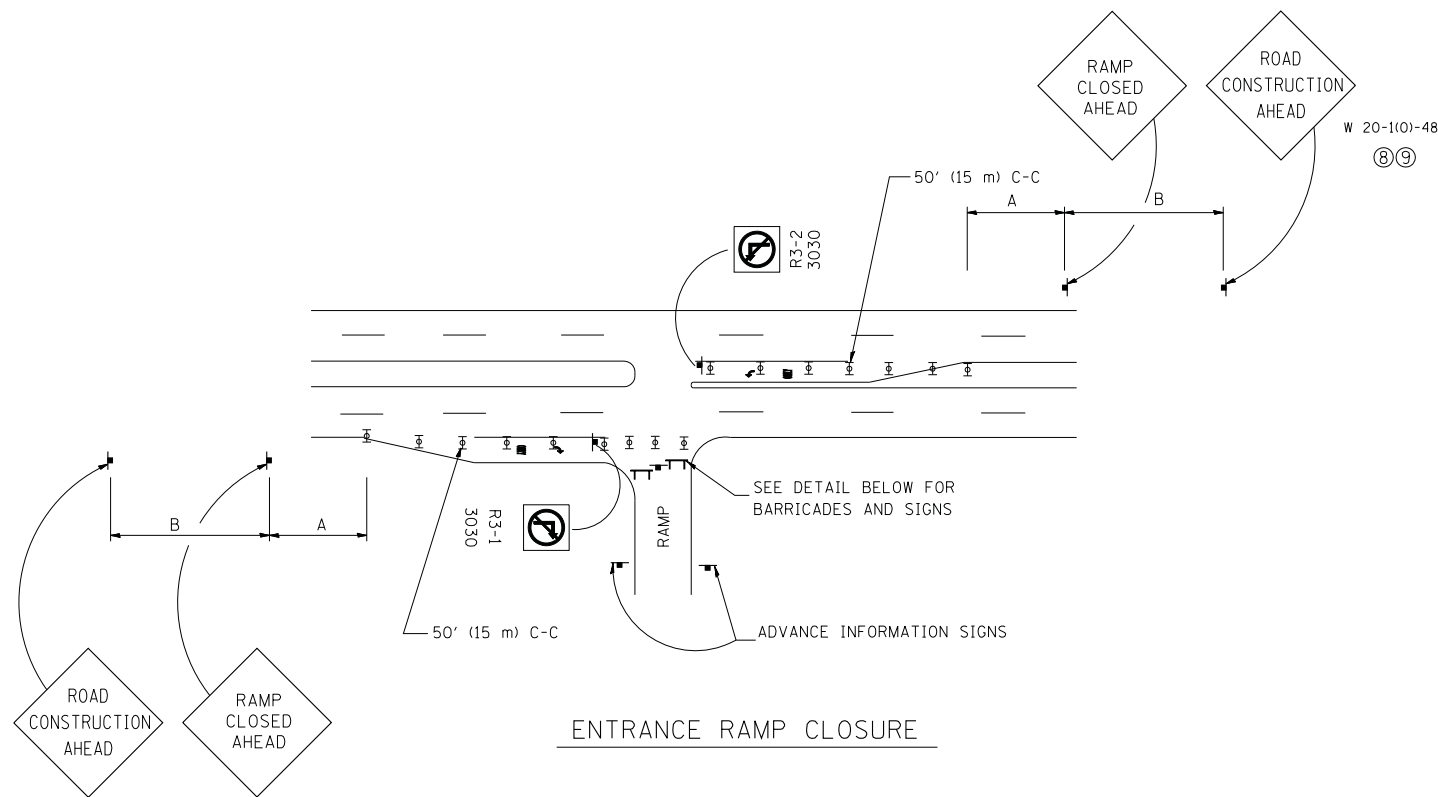 RAMP
CLOSED
AHEAD
ROAD
CONSTRUCTION
AHEAD
W 20-1(O)-48
⑧⑨
50' (15 m) C-C
A
B
R3-2
3030
SEE DETAIL BELOW FOR
BARRICADES AND SIGNS
R3-1
3030
RAMP
B
A
50' (15 m) C-C
ADVANCE INFORMATION SIGNS
ROAD
CONSTRUCTION
AHEAD
RAMP
CLOSED
AHEAD
ENTRANCE RAMP CLOSURE